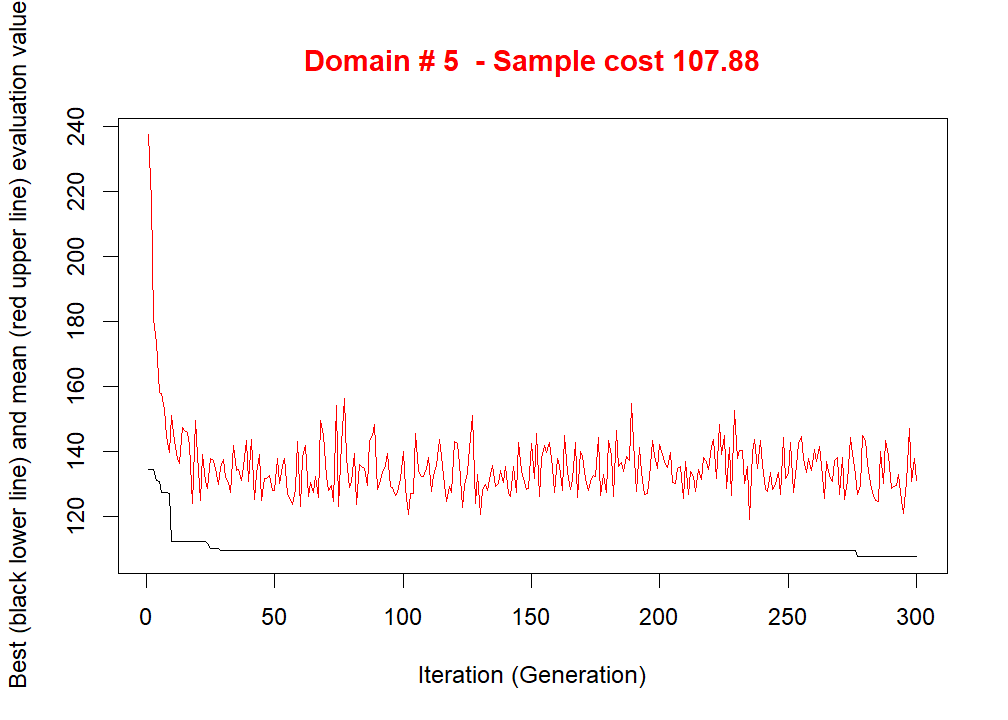 Domain # 5  - Sample cost 107.88
Best (black lower line) and mean (red upper line) evaluation value
240
220
200
180
160
140
120
0 50 100 150 200 250 300
Iteration (Generation)